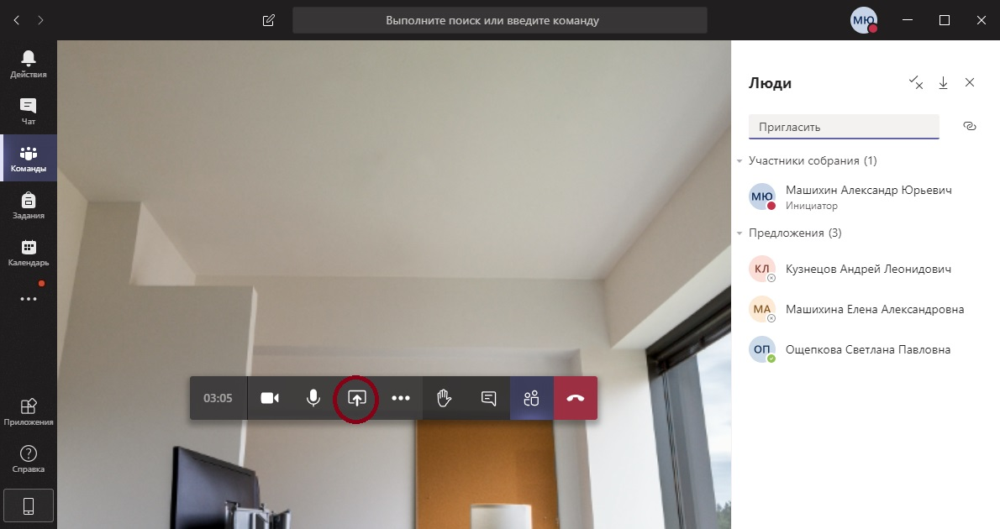 Выполните поиск или введите команду
МЮ
Действия
Чат
Команды
Задания
Календарь
Приложения
Справка
03:05
Люди
Пригласить
Участники собрания (1)
МЮ
Машихин Александр Юрьевич
Инициатор
Предложения (3)
КЛ
Кузнецов Андрей Леонидович
МА
Машихина Елена Александровна
ОП
Ощепкова Светлана Павловна